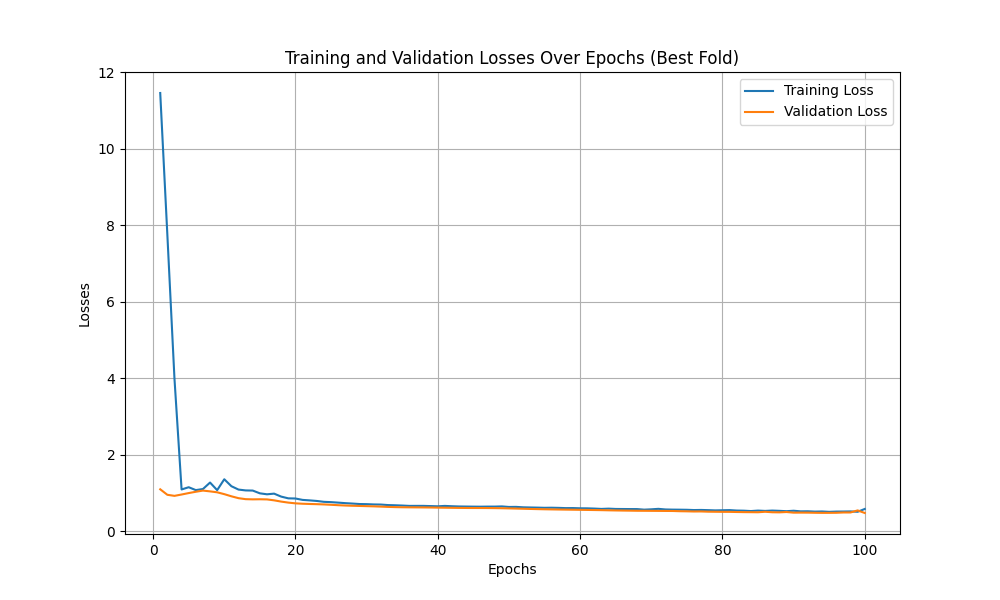 Training and Validation Losses Over Epochs (Best Fold)
Training Loss
Validation Loss
Losses
12
10
8
6
4
2
0
0 20 40 60 80 100
Epochs